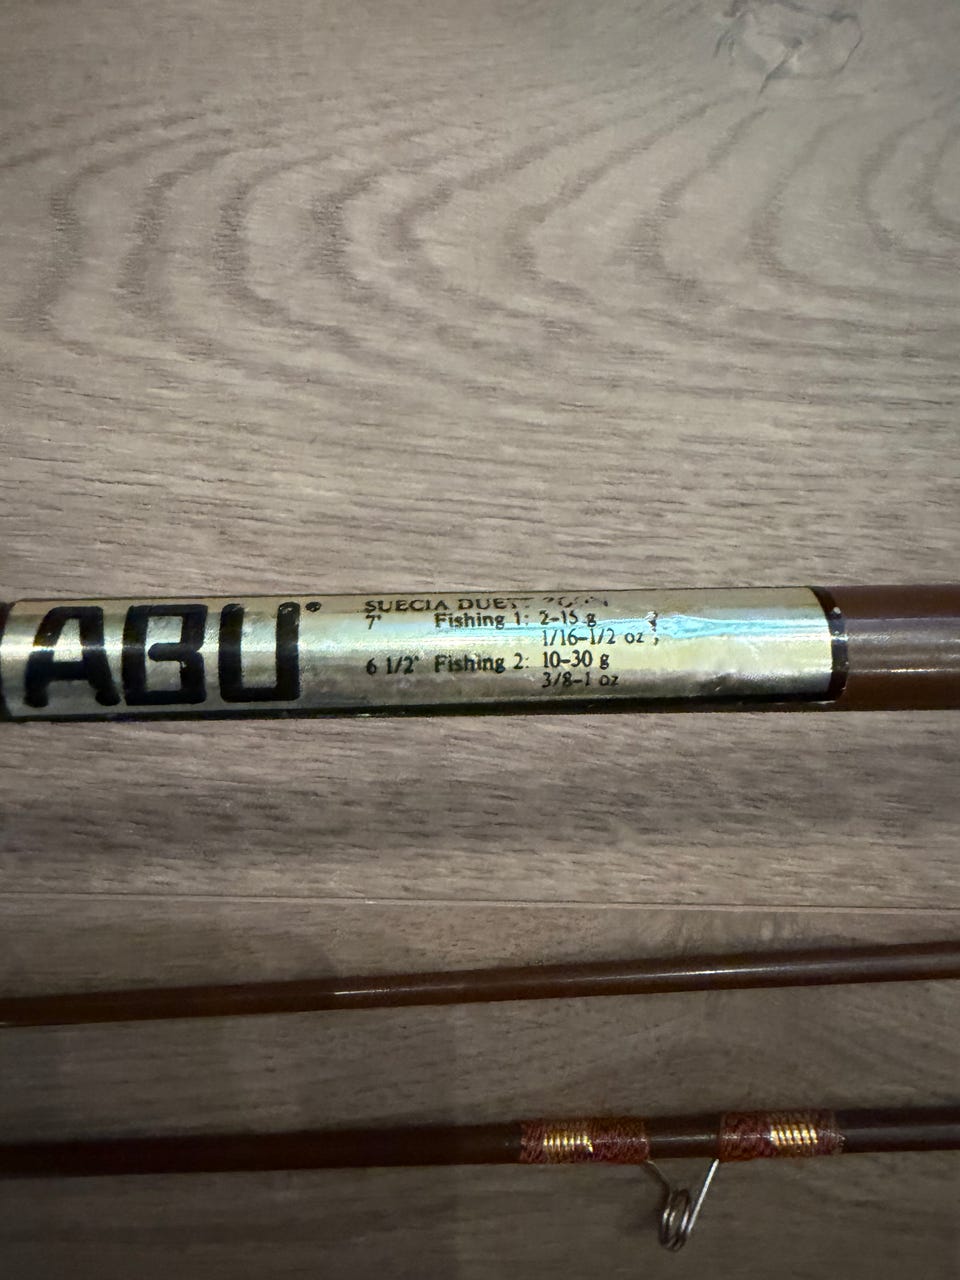 ABU
SUECIA DUETT
7' Fishing 1: 2-15 g
1/16-1/2 oz
6 1/2' Fishing 2: 10-30 g
3/8-1 oz